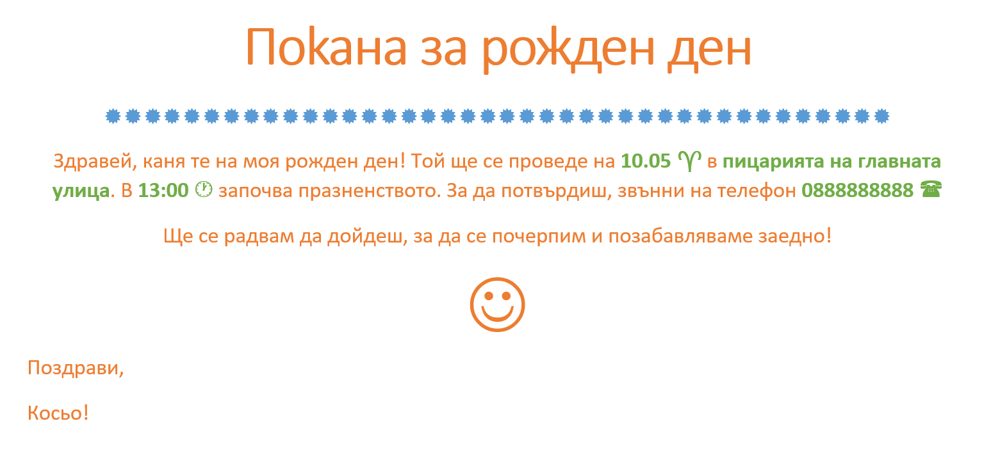 Покана за рожден ден
✹✹✹✹✹✹✹✹✹✹✹✹✹✹✹✹✹✹✹✹✹✹✹✹✹✹✹✹✹✹✹✹✹✹✹✹✹✹✹✹
Здравей, каня те на моя рожден ден! Той ще се проведе на 10.05 ♈ в пицарията на главната
улица. В 13:00 🕐 започва празненството. За да потвърдиш, звънни на телефон 0888888888 ☎
Ще се радвам да дойдеш, за да се почерпим и позабавляваме заедно!
☺
Поздрави,
Косьо!